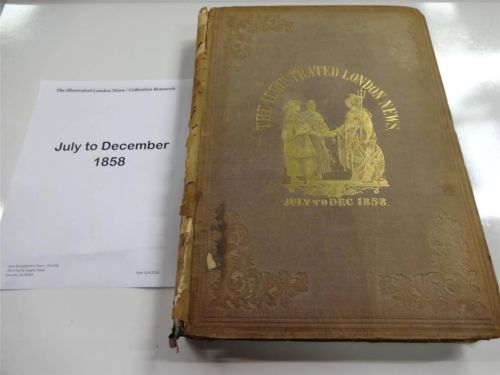 The Illustrated London News / Collection Research
July to December
1858
THE ILLUSTRATED LONDON NEWS
JULY TO DEC 1858.